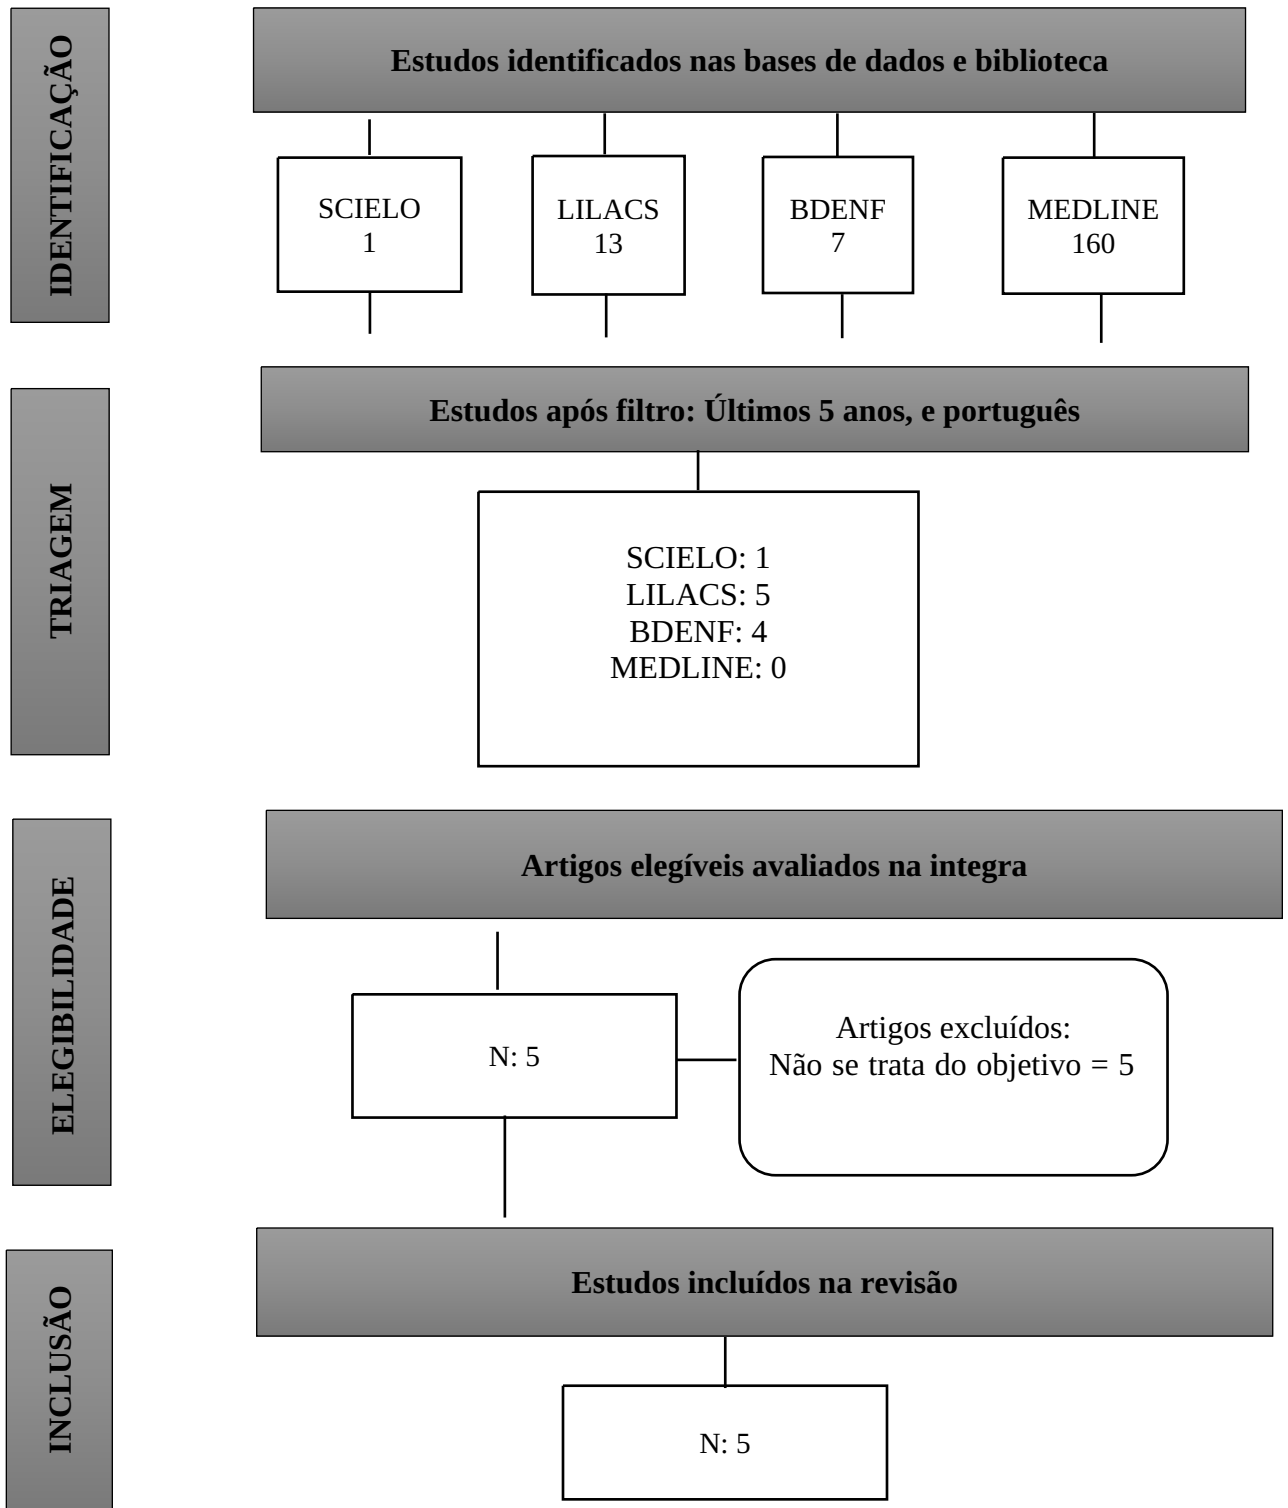 IDENTIFICAÇÃO
Estudos identificados nas bases de dados e biblioteca
SCIELO
1
LILACS
13
BDENF
7
MEDLINE
160
TRIAGEM
Estudos após filtro: Últimos 5 anos, e português
SCIELO: 1
LILACS: 5
BDENF: 4
MEDLINE: 0
ELEGIBILIDADE
Artigos elegíveis avaliados na integra
N: 5
Artigos excluídos:
Não se trata do objetivo = 5
INCLUSÃO
Estudos incluídos na revisão
N: 5